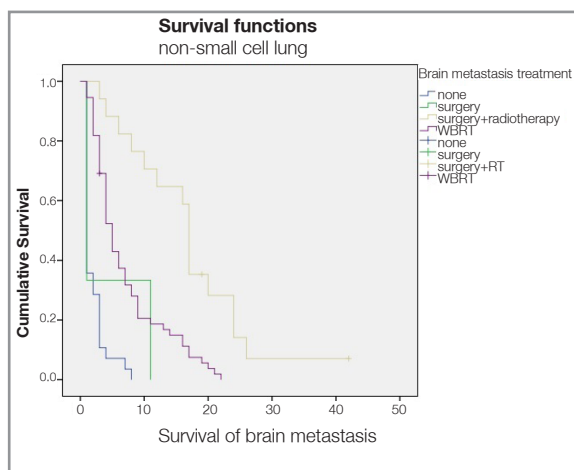 Survival functions
non-small cell lung
Brain metastasis treatment
none
surgery
surgery+radiotherapy
WBRT
none
surgery
surgery+RT
WBRT
Cumulative Survival
1.0
0.8
0.6
0.4
0.2
0.0
0 10 20 30 40 50
Survival of brain metastasis